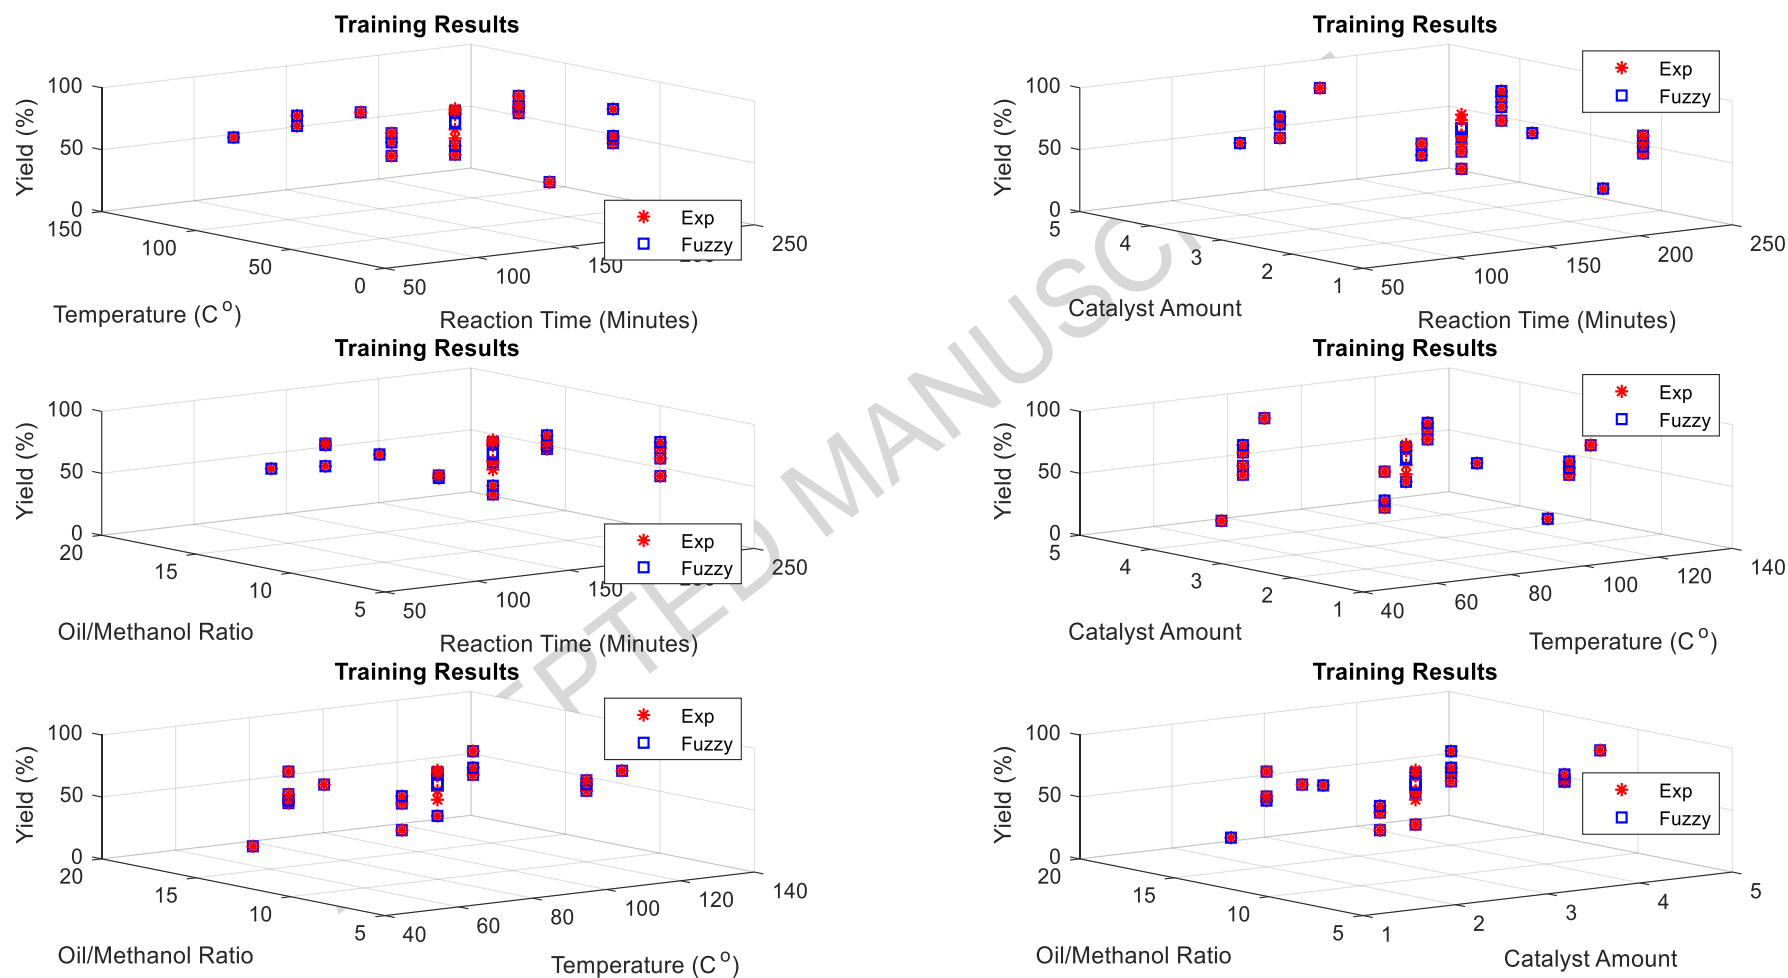 Training Results
100
50
0
Yield (%)
150
100
50
0
Temperature (C o)
50
100
150
250
Reaction Time (Minutes)
Exp
Fuzzy
Training Results
100
50
0
Yield (%)
5
4
3
2
1
Catalyst Amount
50
100
150
200
250
Reaction Time (Minutes)
Exp
Fuzzy
Training Results
100
50
0
Yield (%)
20
15
10
5
Oil/Methanol Ratio
50
100
150
250
Reaction Time (Minutes)
Exp
Fuzzy
Training Results
100
50
0
Yield (%)
5
4
3
2
1
Catalyst Amount
40
60
80
100
120
140
Temperature (C o)
Exp
Fuzzy
Training Results
100
50
0
Yield (%)
20
15
10
5
Oil/Methanol Ratio
40
60
80
100
120
140
Temperature (C o)
Exp
Fuzzy
Training Results
100
50
0
Yield (%)
20
15
10
5
Oil/Methanol Ratio
1
2
3
4
5
Catalyst Amount
Exp
Fuzzy